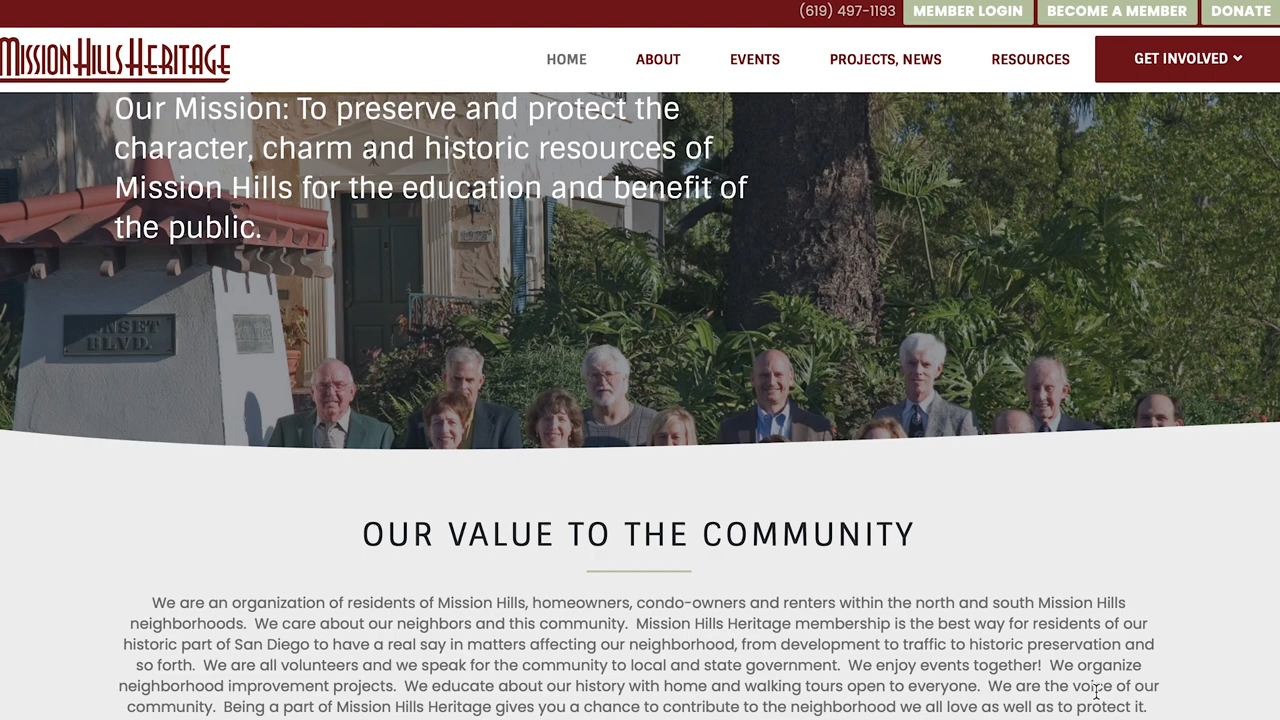 (619) 497-1193 MEMBER LOGIN BECOME A MEMBER DONATE
MISSION HILLS HERITAGE
HOME ABOUT EVENTS PROJECTS, NEWS RESOURCES GET INVOLVED
Our Mission: To preserve and protect the
character, charm and historic resources of
Mission Hills for the education and benefit of
the public.
SUNSET
BLVD.
OUR VALUE TO THE COMMUNITY
We are an organization of residents of Mission Hills, homeowners, condo-owners and renters within the north and south Mission Hills
neighborhoods. We care about our neighbors and this community. Mission Hills Heritage membership is the best way for residents of our
historic part of San Diego to have a real say in matters affecting our neighborhood, from development to traffic to historic preservation and
so forth. We are all volunteers and we speak for the community to local and state government. We enjoy events together! We organize
neighborhood improvement projects. We educate about our history with home and walking tours open to everyone. We are the voice of our
community. Being a part of Mission Hills Heritage gives you a chance to contribute to the neighborhood we all love as well as to protect it.